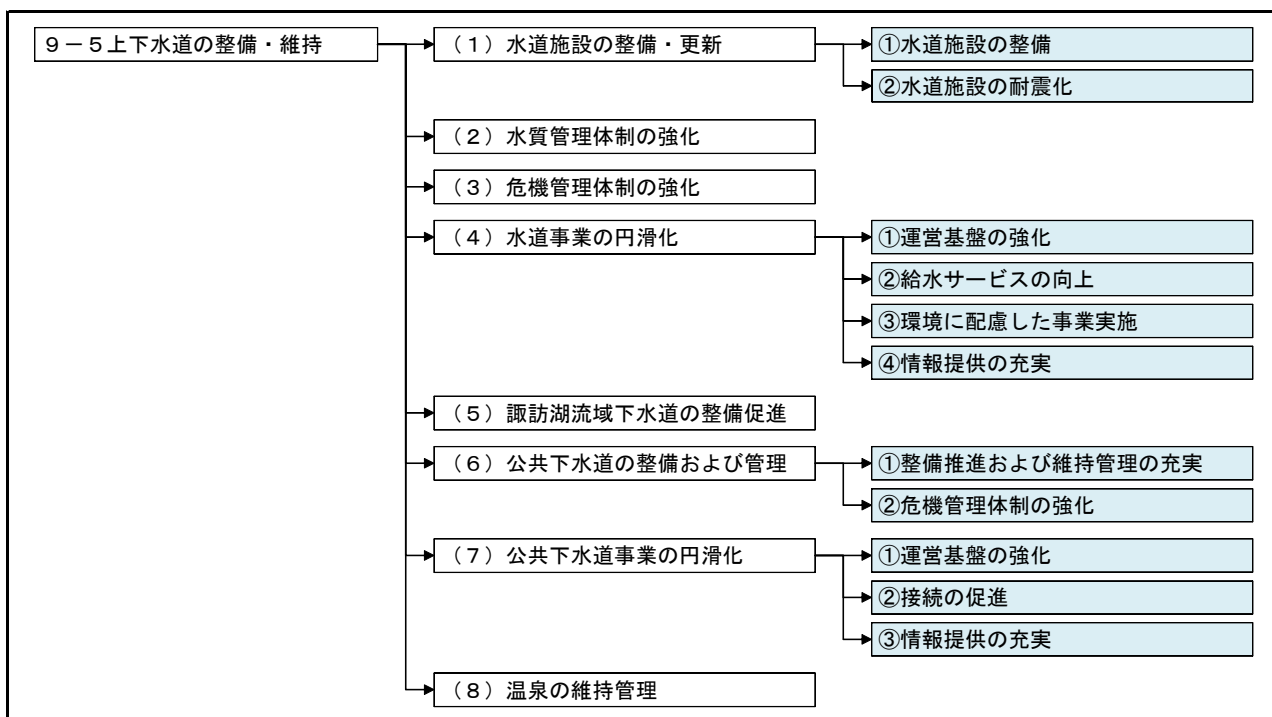 ９－５上下水道の整備・維持
（１）水道施設の整備・更新
①水道施設の整備
②水道施設の耐震化
（２）水質管理体制の強化
（３）危機管理体制の強化
（４）水道事業の円滑化
①運営基盤の強化
②給水サービスの向上
③環境に配慮した事業実施
④情報提供の充実
（５）諏訪湖流域下水道の整備促進
（６）公共下水道の整備および管理
①整備推進および維持管理の充実
②危機管理体制の強化
（７）公共下水道事業の円滑化
①運営基盤の強化
②接続の促進
③情報提供の充実
（８）温泉の維持管理